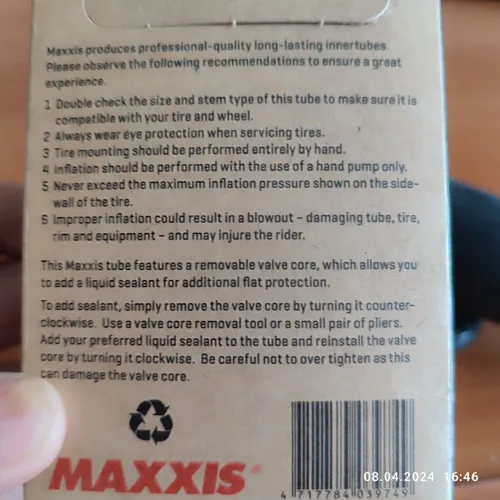 Maxxis produces professional-quality long-lasting innertubes.
Please observe the following recommendations to ensure a great
experience.
1 Double check the size and stem type of this tube to make sure it is
compatible with your tire and wheel.
2 Always wear eye protection when servicing tires.
3 Tire mounting should be performed entirely by hand.
4 Inflation should be performed with the use of a hand pump only.
5 Never exceed the maximum inflation pressure shown on the side-
wall of the tire.
6 Improper inflation could result in a blowout – damaging tube, tire,
rim and equipment – and may injure the rider.
This Maxxis tube features a removable valve core, which allows you
to add a liquid sealant for additional flat protection.
To add sealant, simply remove the valve core by turning it counter-
clockwise. Use a valve core removal tool or a small pair of pliers.
Add your preferred liquid sealant to the tube and reinstall the valve
core by turning it clockwise. Be careful not to over tighten as this
can damage the valve core.
MAXXIS®
4 717784 039749
08.04.2024 16:46